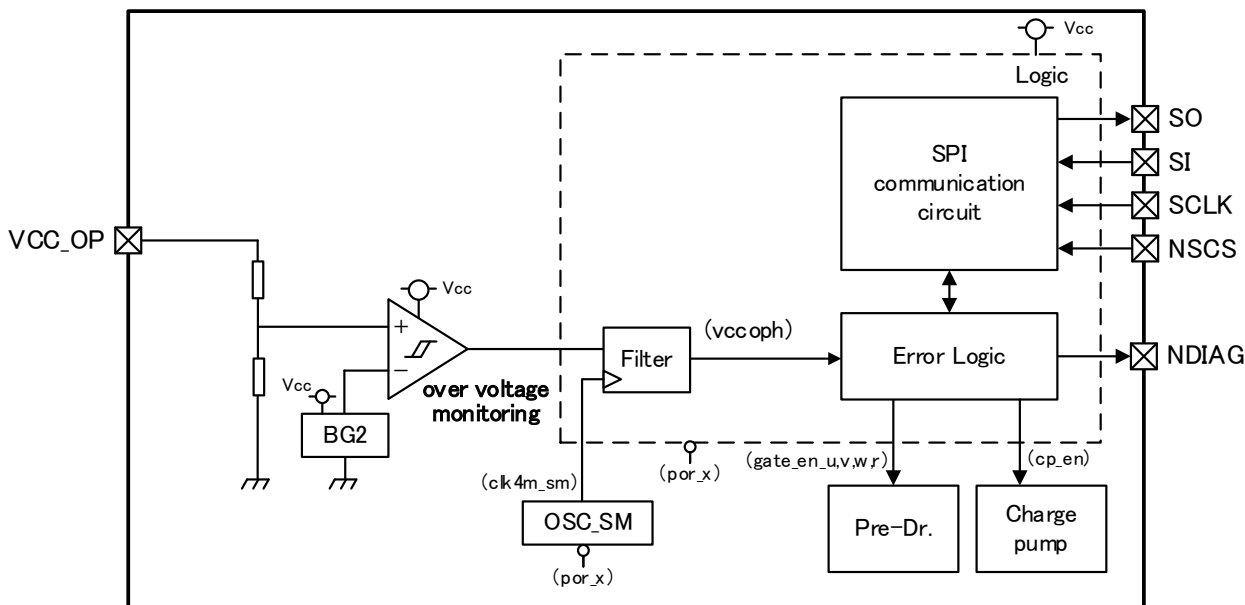 Vcc
Logic
SPI
communication
circuit
SO
SI
SCLK
NSCS
VCC_OP
Vcc
+
−
over voltage
monitoring
Vcc
BG2
Filter
(vccoph)
Error Logic
NDIAG
(clk4m_sm)
OSC_SM
(por_x)
(por_x)
(gate_en_u,v,w,r)
(cp_en)
Pre-Dr.
Charge
pump